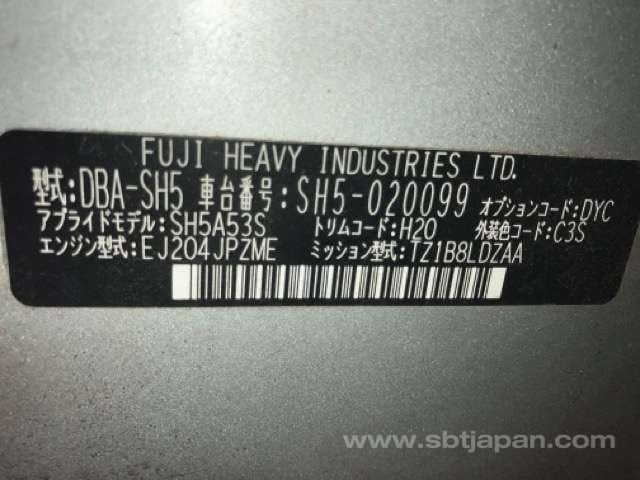 FUJI HEAVY INDUSTRIES LTD.
型式:DBA-SH5 車台番号:SH5-020099 オプションコード:DYC
アプライドモデル:SH5A53S トリムコード:H20 外装色コード:C3S
エンジン型式:EJ204JPZME ミッション型式:TZ1B8LDZAA
www.sbtjapan.com